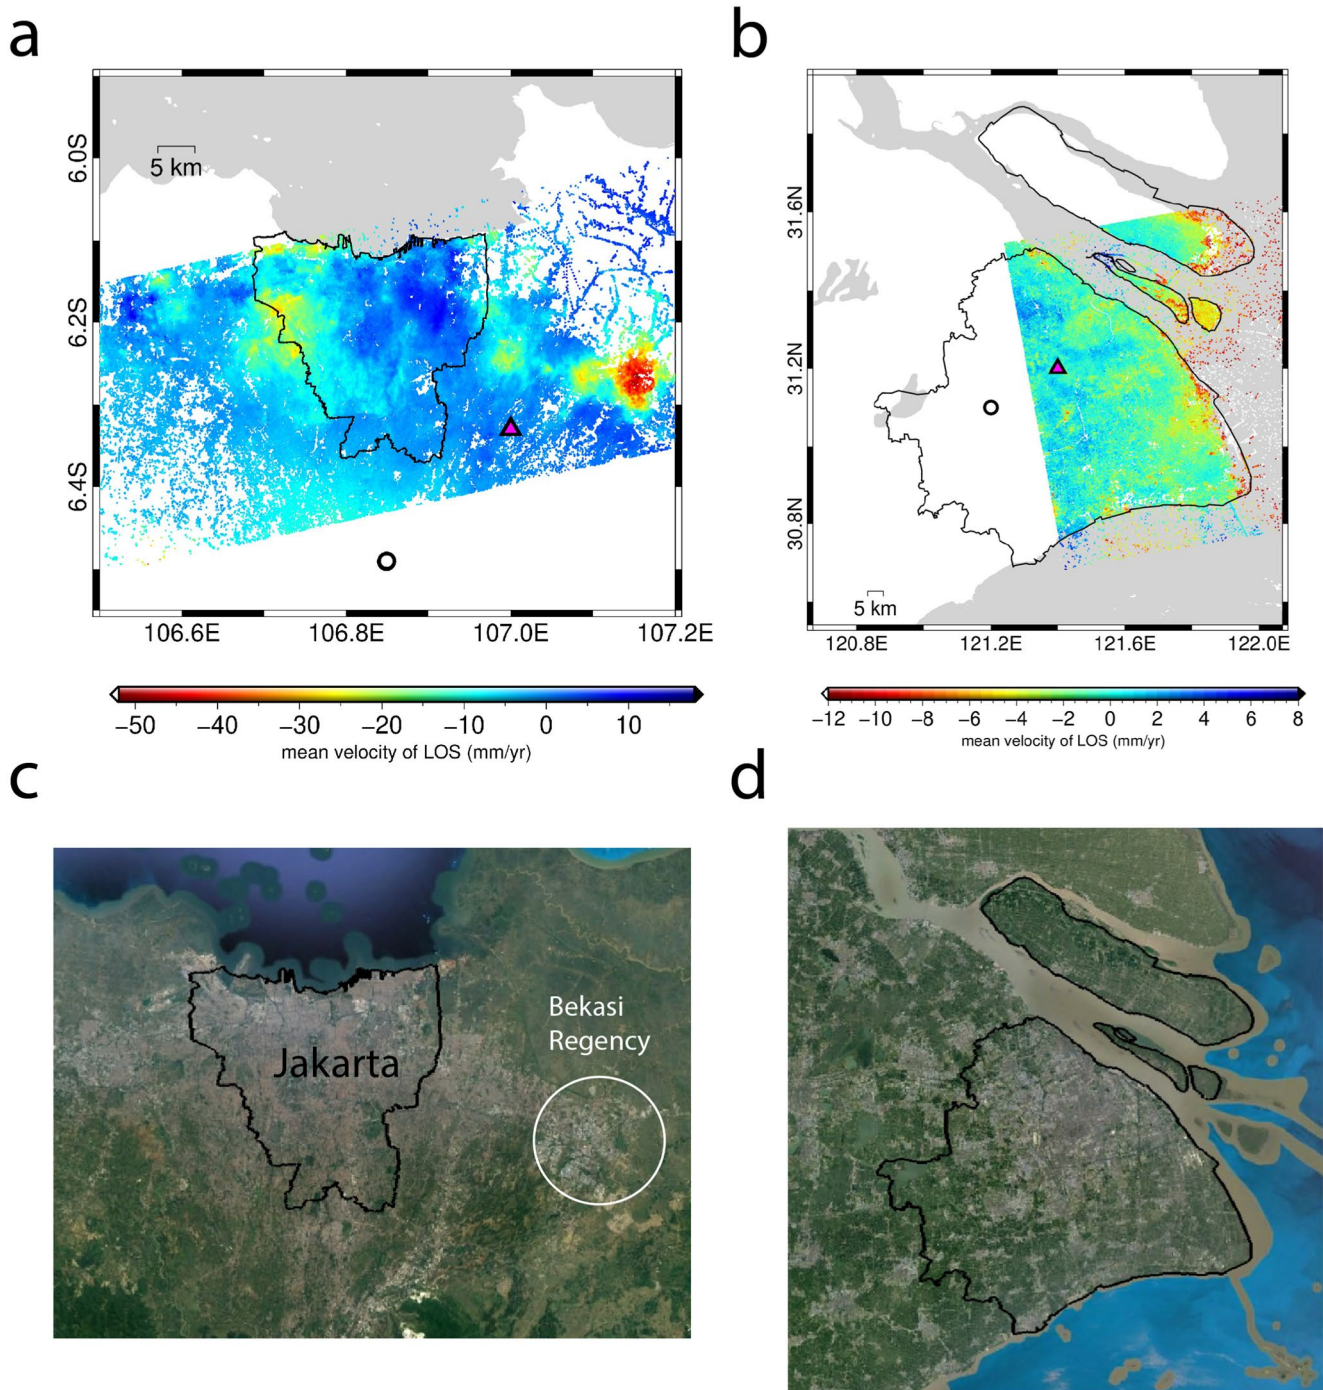 a
b
6.0S
6.2S
6.4S
5 km
106.6E 106.8E 107.0E 107.2E
−50 −40 −30 −20 −10 0 10
mean velocity of LOS (mm/yr)
31.6N
31.2N
30.8N
5 km
120.8E 121.2E 121.6E 122.0E
−12 −10 −8 −6 −4 −2 0 2 4 6 8
mean velocity of LOS (mm/yr)
c
d
Bekasi
Regency
Jakarta